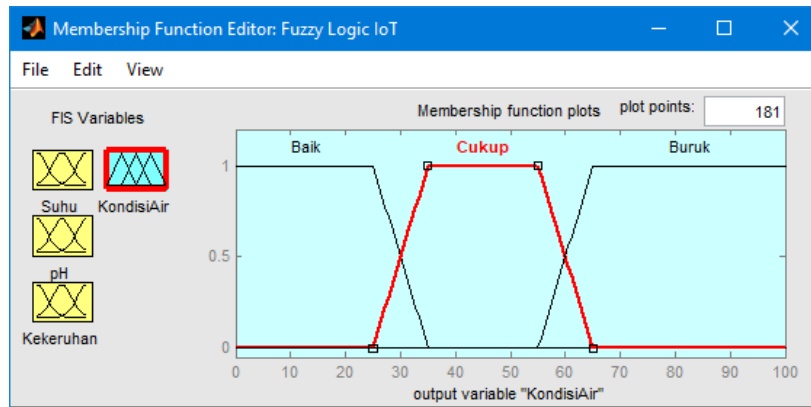 Membership Function Editor: Fuzzy Logic IoT
File Edit View
FIS Variables
Membership function plots plot points: 181
Suhu KondisiAir
pH
Kekeruhan
Baik Cukup Buruk
1
0.5
0
0 10 20 30 40 50 60 70 80 90 100
output variable "KondisiAir"